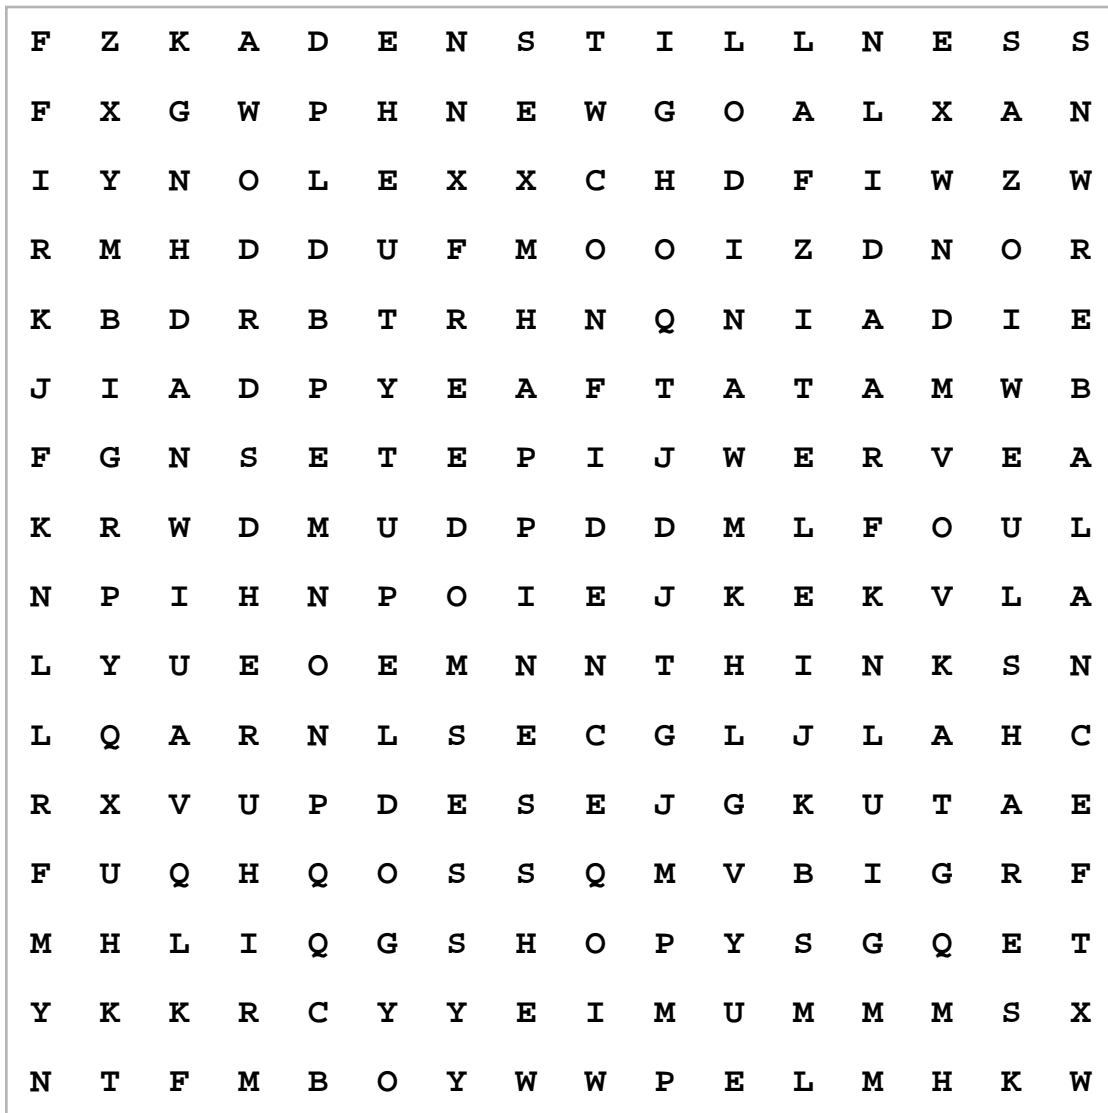 F Z K A D E N S T I L L N E S S
F X G W P H N E W G O A L X A N
I Y N O L E X X C H D F I W Z W
R M H D D U F M O O I Z D N O R
K B D R B T R H N Q N I A D I E
J I A D P Y E A F T A T A M W B
F G N S E T E P I J W E R V E A
K R W D M U D P D D M L F O U L
N P I H N P O I E J K E K V L A
L Y U E O E M N N T H I N K S N
L Q A R N L S E C G L J L A H C
R X V U P D E S E J G K U T A E
F U Q H Q O S S Q M V B I G R F
M H L I Q G S H O P Y S G Q E T
Y K K R C Y Y E I M U M M M S X
N T F M B O Y W W P E L M H K W